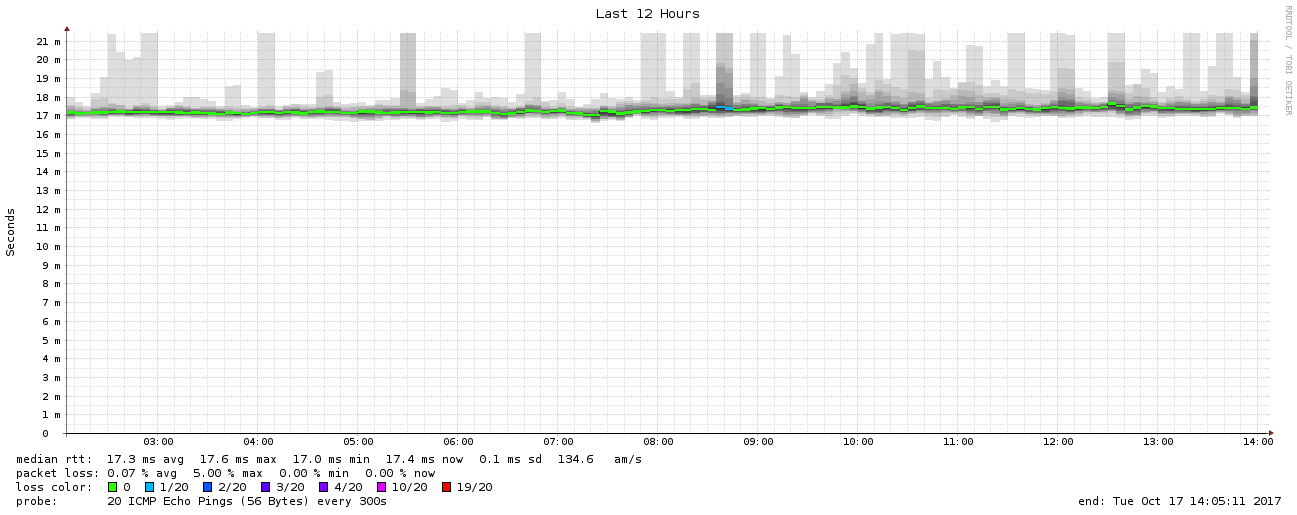 Last 12 Hours
RRDTOOL / TOBI OETIKER
Seconds
21 m
20 m
19 m
18 m
17 m
16 m
15 m
14 m
13 m
12 m
11 m
10 m
9 m
8 m
7 m
6 m
5 m
4 m
3 m
2 m
1 m
0
03:00 04:00 05:00 06:00 07:00 08:00 09:00 10:00 11:00 12:00 13:00 14:00
median rtt: 17.3 ms avg 17.6 ms max 17.0 ms min 17.4 ms now 0.1 ms sd 134.6 am/s
packet loss: 0.07 % avg 5.00 % max 0.00 % min 0.00 % now
loss color: 0 1/20 2/20 3/20 4/20 10/20 19/20
probe: 20 ICMP Echo Pings (56 Bytes) every 300s end: Tue Oct 17 14:05:11 2017